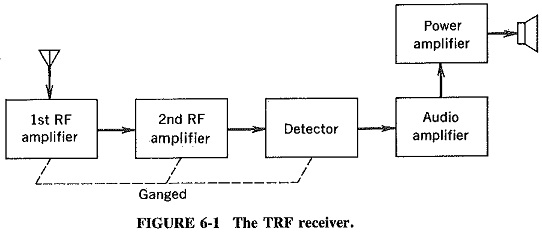 Power
amplifier
1st RF
amplifier
2nd RF
amplifier
Detector
Audio
amplifier
Ganged
FIGURE 6-1 The TRF receiver.